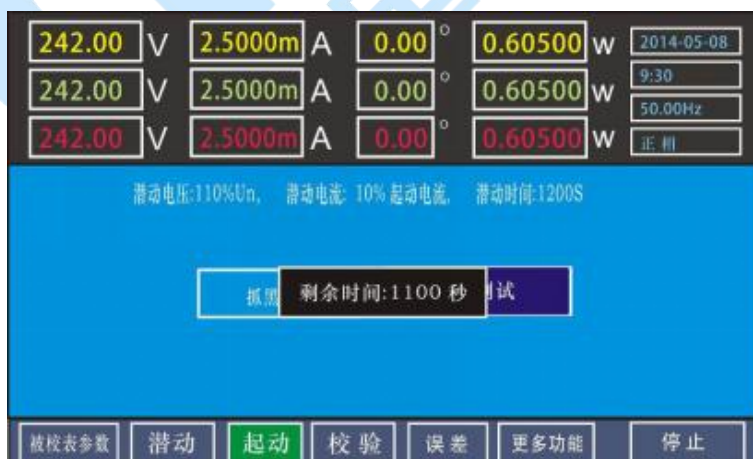 242.00 V 2.5000m A 0.00 ° 0.60500 W 2014-05-08
242.00 V 2.5000m A 0.00 ° 0.60500 W 9:30
50.00Hz
242.00 V 2.5000m A 0.00 ° 0.60500 W 正相
潜动电压:110%Un, 潜动电流: 10% 起动电流, 潜动时间:1200S
抓黑 剩余时间:1100 秒 试
被校表参数 潜动 起动 校验 误差 更多功能 停止